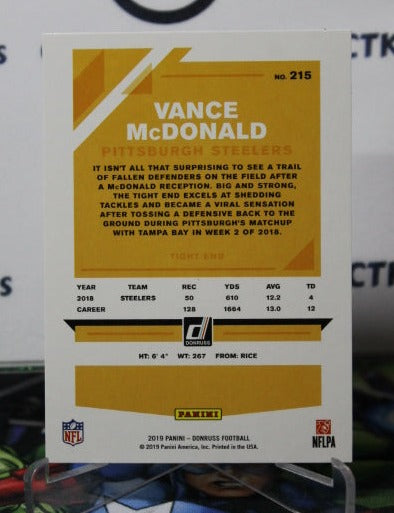 CTK
NO. 215
VANCE
McDONALD
PITTSBURGH STEELERS
IT ISN'T ALL THAT SURPRISING TO SEE A TRAIL
OF FALLEN DEFENDERS ON THE FIELD AFTER
A McDONALD RECEPTION. BIG AND STRONG,
THE TIGHT END EXCELS AT SHEDDING
TACKLES AND BECAME A VIRAL SENSATION
AFTER TOSSING A DEFENSIVE BACK TO THE
GROUND DURING PITTSBURGH'S MATCHUP
WITH TAMPA BAY IN WEEK 2 OF 2018.
TIGHT END
YEAR TEAM REC YDS AVG TD
2018 STEELERS 50 610 12.2 4
CAREER 128 1664 13.0 12
DONRUSS
HT: 6' 4" WT: 267 FROM: RICE
PANINI
NFL
NFLPA
2019 PANINI – DONRUSS FOOTBALL
© 2019 Panini America, Inc. Printed in the USA.